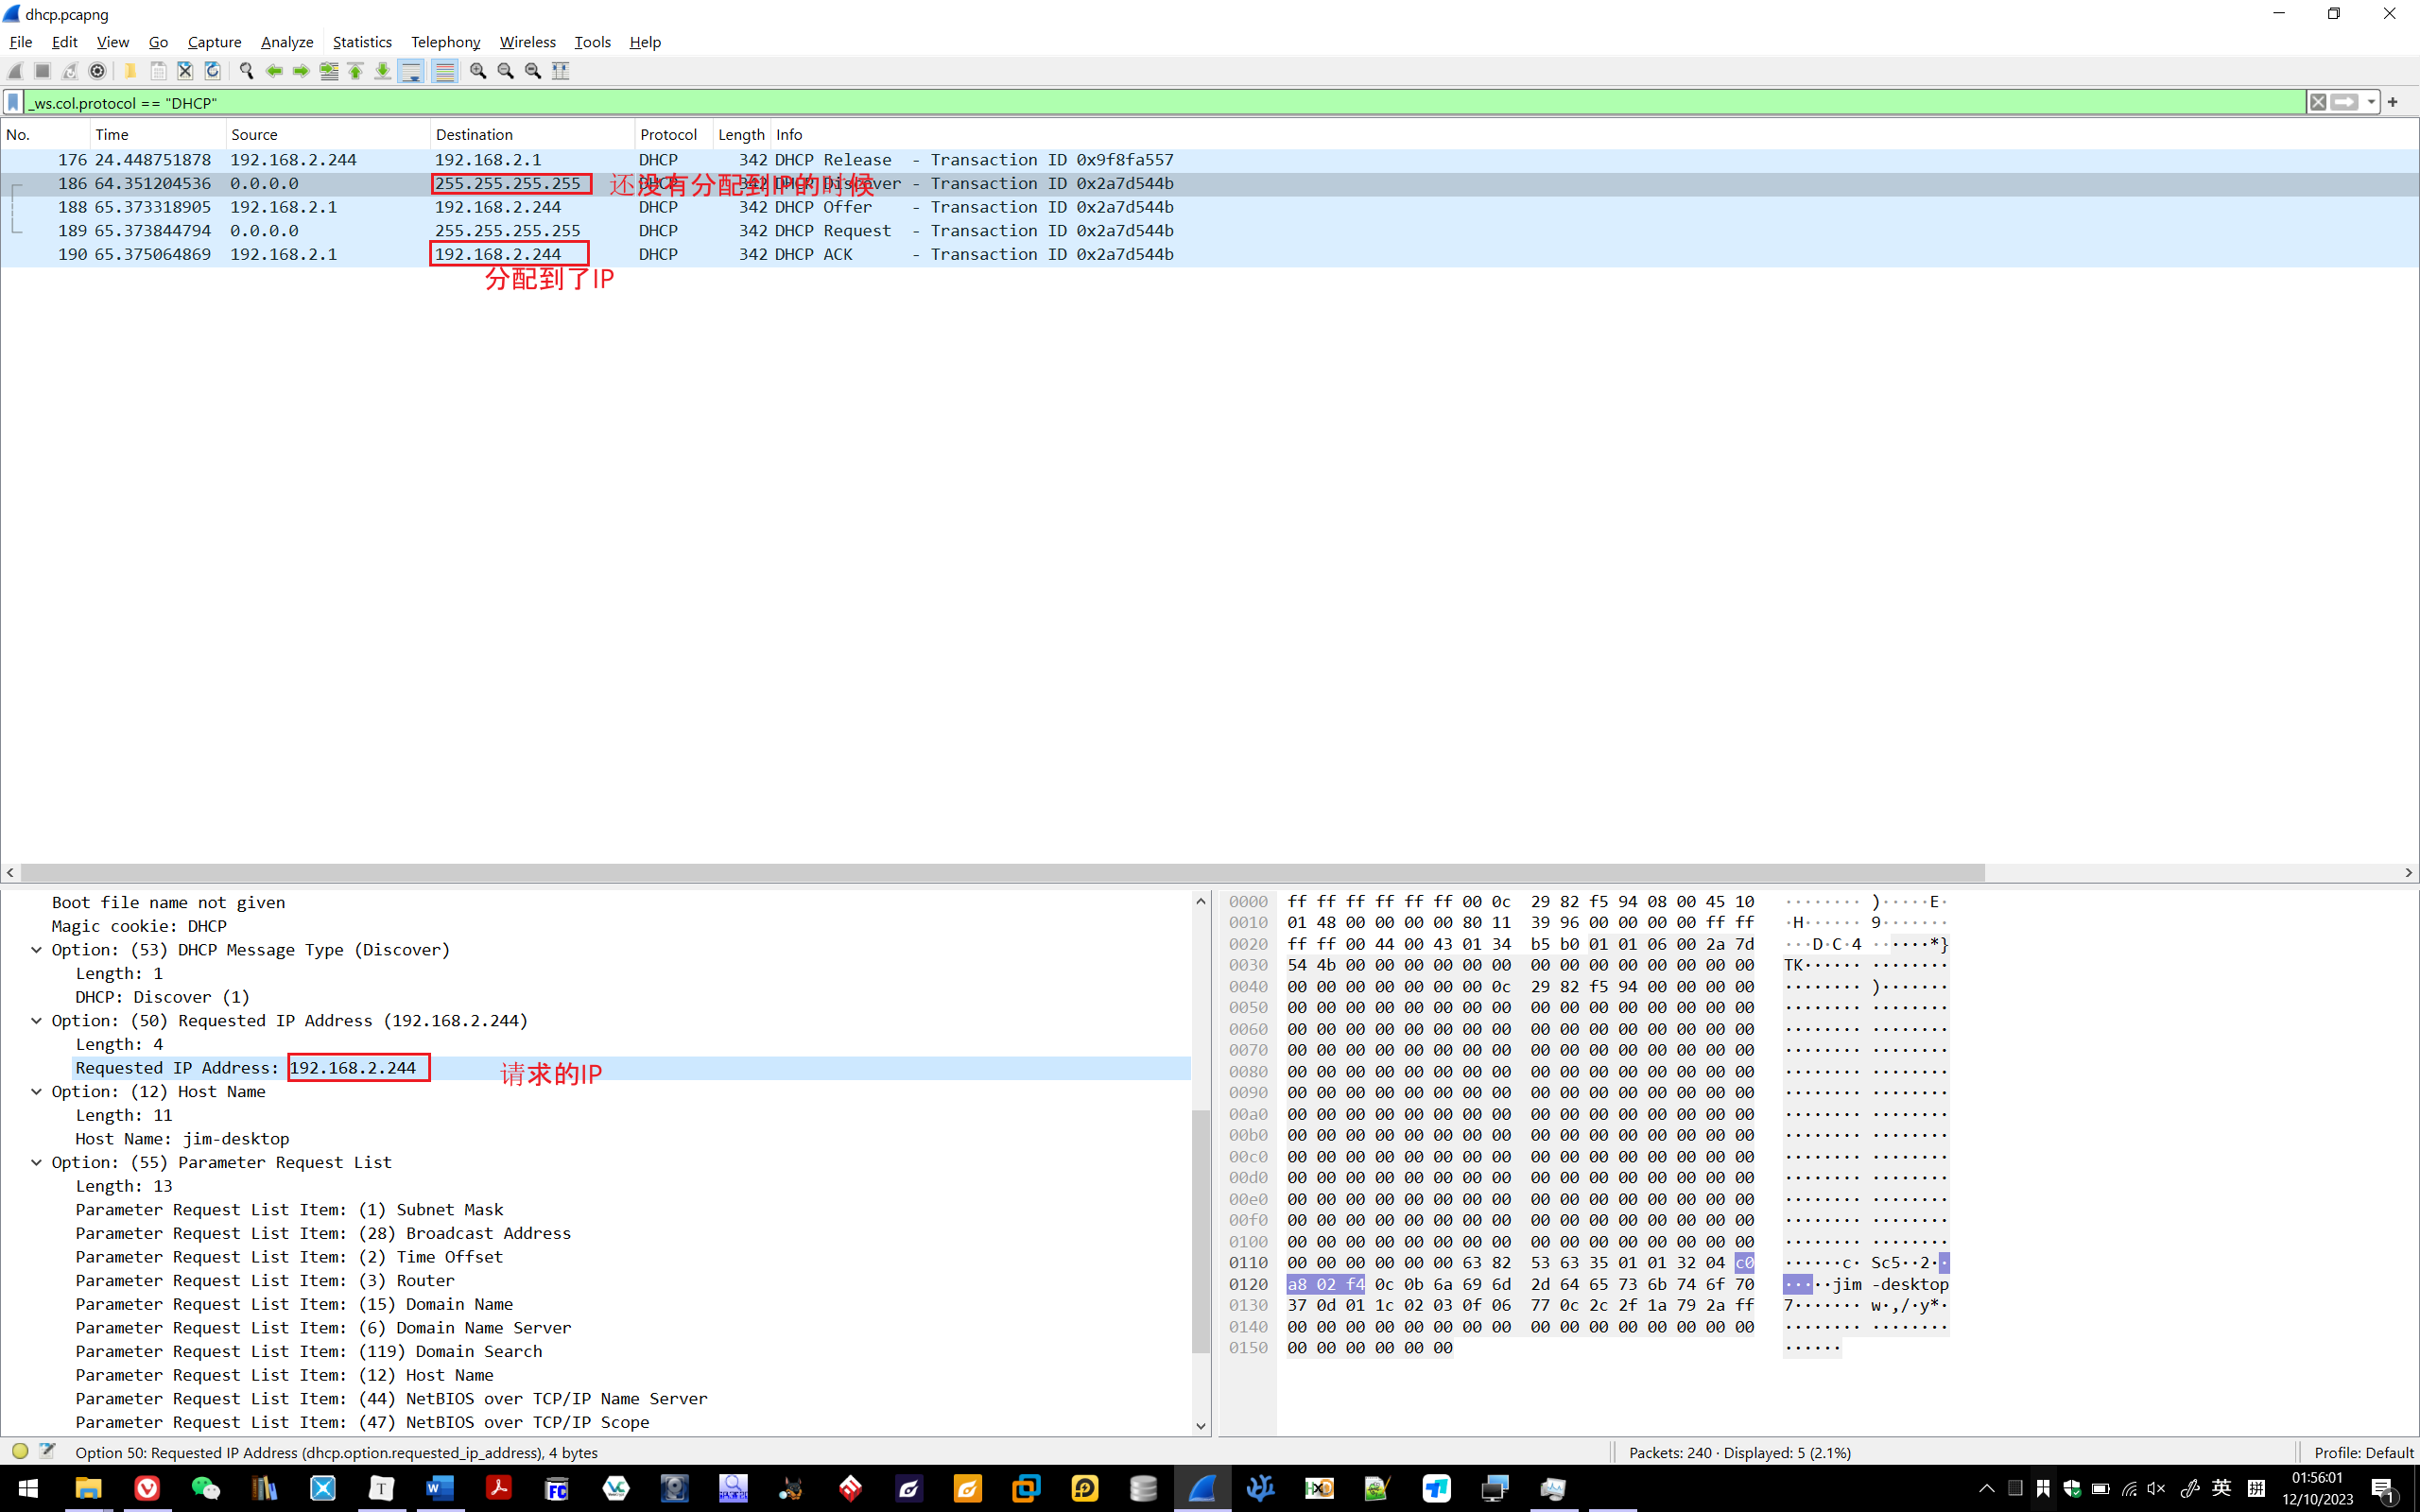 dhcp.pcapng
File Edit View Go Capture Analyze Statistics Telephony Wireless Tools Help
_ws.col.protocol == "DHCP"
No. Time Source Destination Protocol Length Info
176 24.448751878 192.168.2.244 192.168.2.1 DHCP 342 DHCP Release - Transaction ID 0x9f8fa557
186 64.351204536 0.0.0.0 255.255.255.255 DHCP 342 DHCP Discover - Transaction ID 0x2a7d544b
还没有分配到IP的时候
188 65.373318905 192.168.2.1 192.168.2.244 DHCP 342 DHCP Offer - Transaction ID 0x2a7d544b
189 65.373844794 0.0.0.0 255.255.255.255 DHCP 342 DHCP Request - Transaction ID 0x2a7d544b
190 65.375064869 192.168.2.1 192.168.2.244 DHCP 342 DHCP ACK - Transaction ID 0x2a7d544b
分配到了IP
Boot file name not given
Magic cookie: DHCP
Option: (53) DHCP Message Type (Discover)
Length: 1
DHCP: Discover (1)
Option: (50) Requested IP Address (192.168.2.244)
Length: 4
Requested IP Address: 192.168.2.244 请求的IP
Option: (12) Host Name
Length: 11
Host Name: jim-desktop
Option: (55) Parameter Request List
Length: 13
Parameter Request List Item: (1) Subnet Mask
Parameter Request List Item: (28) Broadcast Address
Parameter Request List Item: (2) Time Offset
Parameter Request List Item: (3) Router
Parameter Request List Item: (15) Domain Name
Parameter Request List Item: (6) Domain Name Server
Parameter Request List Item: (119) Domain Search
Parameter Request List Item: (12) Host Name
Parameter Request List Item: (44) NetBIOS over TCP/IP Name Server
Parameter Request List Item: (47) NetBIOS over TCP/IP Scope
0000 ff ff ff ff ff ff 00 0c 29 82 f5 94 08 00 45 10 ········ )·····E·
0010 01 48 00 00 00 00 80 11 39 96 00 00 00 00 ff ff ·H······ 9·······
0020 ff ff 00 44 00 43 01 34 b5 b0 01 01 06 00 2a 7d ···D·C·4 ······*}
0030 54 4b 00 00 00 00 00 00 00 00 00 00 00 00 00 00 TK······ ········
0040 00 00 00 00 00 00 00 0c 29 82 f5 94 00 00 00 00 ········ )·······
0050 00 00 00 00 00 00 00 00 00 00 00 00 00 00 00 00 ········ ········
0060 00 00 00 00 00 00 00 00 00 00 00 00 00 00 00 00 ········ ········
0070 00 00 00 00 00 00 00 00 00 00 00 00 00 00 00 00 ········ ········
0080 00 00 00 00 00 00 00 00 00 00 00 00 00 00 00 00 ········ ········
0090 00 00 00 00 00 00 00 00 00 00 00 00 00 00 00 00 ········ ········
00a0 00 00 00 00 00 00 00 00 00 00 00 00 00 00 00 00 ········ ········
00b0 00 00 00 00 00 00 00 00 00 00 00 00 00 00 00 00 ········ ········
00c0 00 00 00 00 00 00 00 00 00 00 00 00 00 00 00 00 ········ ········
00d0 00 00 00 00 00 00 00 00 00 00 00 00 00 00 00 00 ········ ········
00e0 00 00 00 00 00 00 00 00 00 00 00 00 00 00 00 00 ········ ········
00f0 00 00 00 00 00 00 00 00 00 00 00 00 00 00 00 00 ········ ········
0100 00 00 00 00 00 00 00 00 00 00 00 00 00 00 00 00 ········ ········
0110 00 00 00 00 00 00 63 82 53 63 35 01 01 32 04 c0 ······c· Sc5··2··
0120 a8 02 f4 0c 0b 6a 69 6d 2d 64 65 73 6b 74 6f 70 ·····jim -desktop
0130 37 0d 01 1c 02 03 0f 06 77 0c 2c 2f 1a 79 2a ff 7······· w·,/·y*·
0140 00 00 00 00 00 00 00 00 00 00 00 00 00 00 00 00 ········ ········
0150 00 00 00 00 00 00 ······
Option 50: Requested IP Address (dhcp.option.requested_ip_address), 4 bytes
Packets: 240 · Displayed: 5 (2.1%)
Profile: Default
英 拼
01:56:01
12/10/2023
1